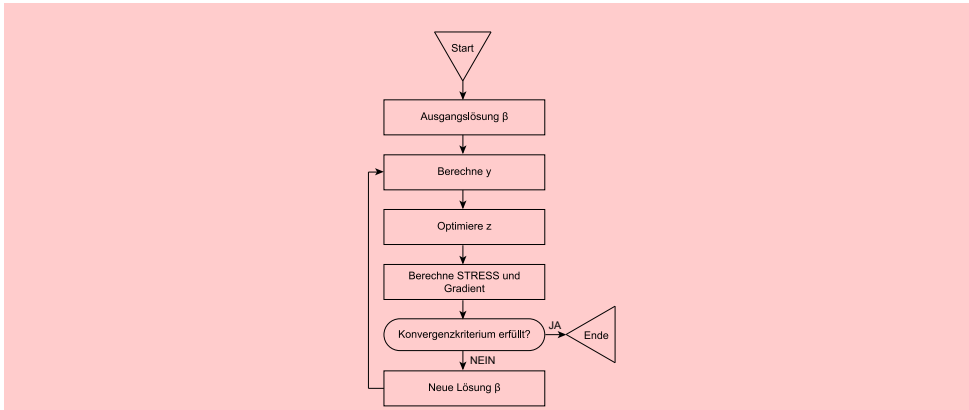 Start
Ausgangslösung β
Berechne y
Optimiere z
Berechne STRESS und
Gradient
Konvergenzkriterium erfüllt?
JA
Ende
NEIN
Neue Lösung β